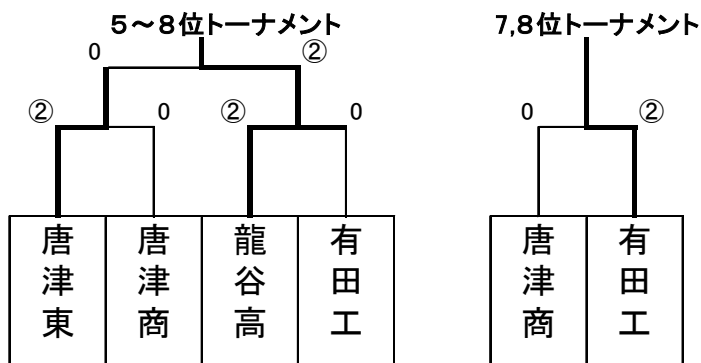 5～8位トーナメント
7,8位トーナメント
0 ②
② 0 ② 0
0 ②
唐津東
唐津商
龍谷高
有田工
唐津商
有田工